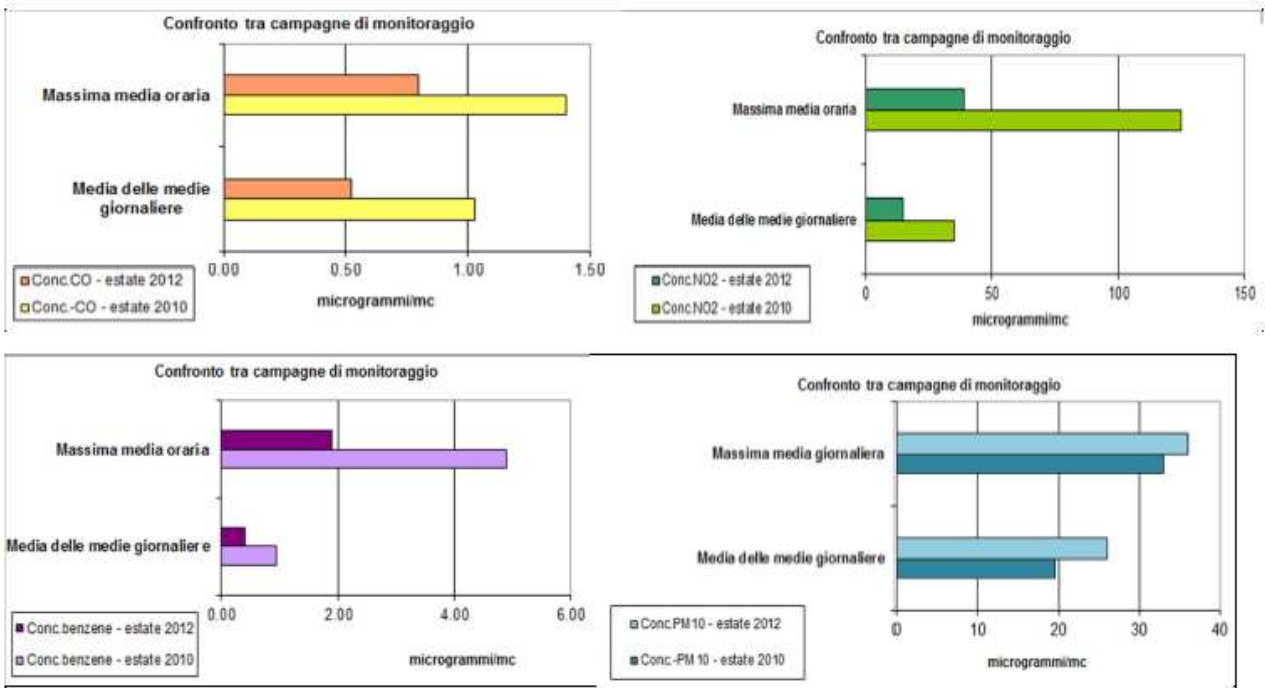 Confronto tra campagne di monitoraggio
Massima media oraria
Media delle medie
giornaliere
0.00 0.50 1.00 1.50
microgrammi/mc
Conc.CO - estate 2012
Conc.-CO - estate 2010
Confronto tra campagne di monitoraggio
Massima media oraria
Media delle medie giornaliere
0 50 100 150
microgrammi/mc
Conc.NO2 - estate 2012
Conc.NO2 - estate 2010
Confronto tra campagne di monitoraggio
Massima media oraria
Media delle medie giornaliere
0.00 2.00 4.00 6.00
microgrammi/mc
Conc.benzene - estate 2012
Conc.benzene - estate 2010
Confronto tra campagne di monitoraggio
Massima media giornaliera
Media delle medie giornaliere
0 10 20 30 40
microgrammi/mc
Conc.PM10 - estate 2012
Conc.-PM10 - estate 2010